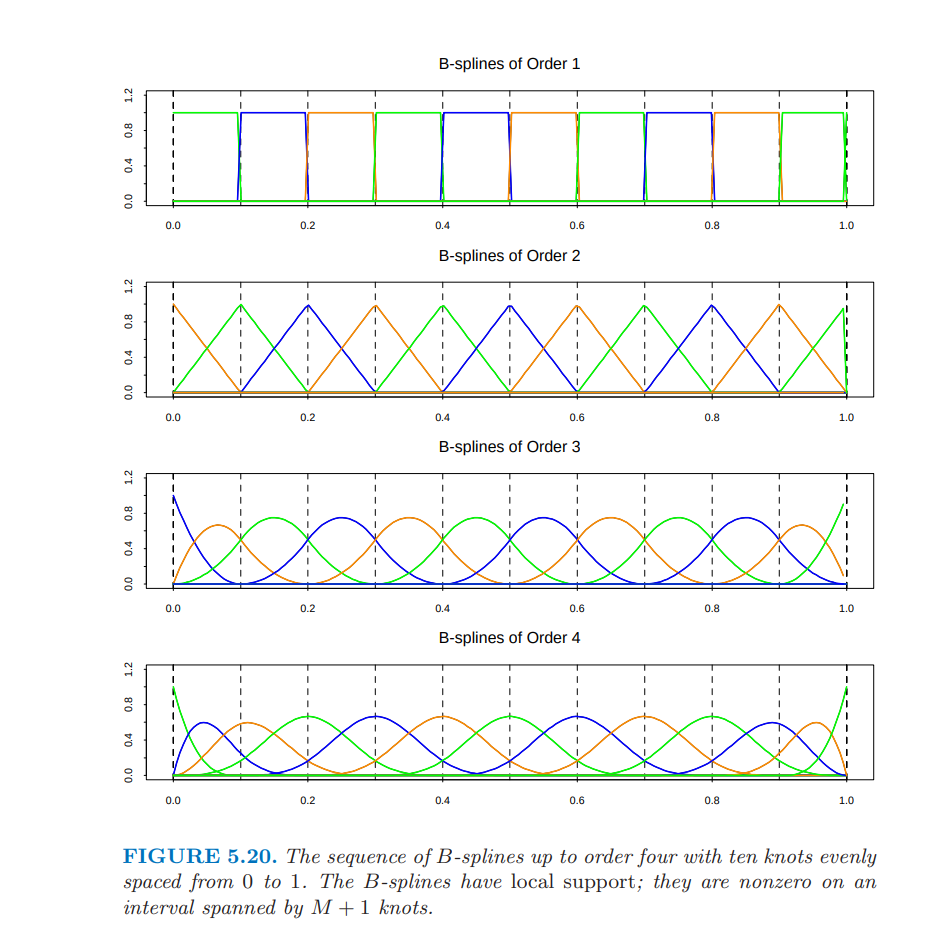 B-splines of Order 1
1.2
0.8
0.4
0.0
0.0 0.2 0.4 0.6 0.8 1.0
B-splines of Order 2
1.2
0.8
0.4
0.0
0.0 0.2 0.4 0.6 0.8 1.0
B-splines of Order 3
1.2
0.8
0.4
0.0
0.0 0.2 0.4 0.6 0.8 1.0
B-splines of Order 4
1.2
0.8
0.4
0.0
0.0 0.2 0.4 0.6 0.8 1.0
FIGURE 5.20. The sequence of B-splines up to order four with ten knots evenly
spaced from 0 to 1. The B-splines have local support; they are nonzero on an
interval spanned by M + 1 knots.